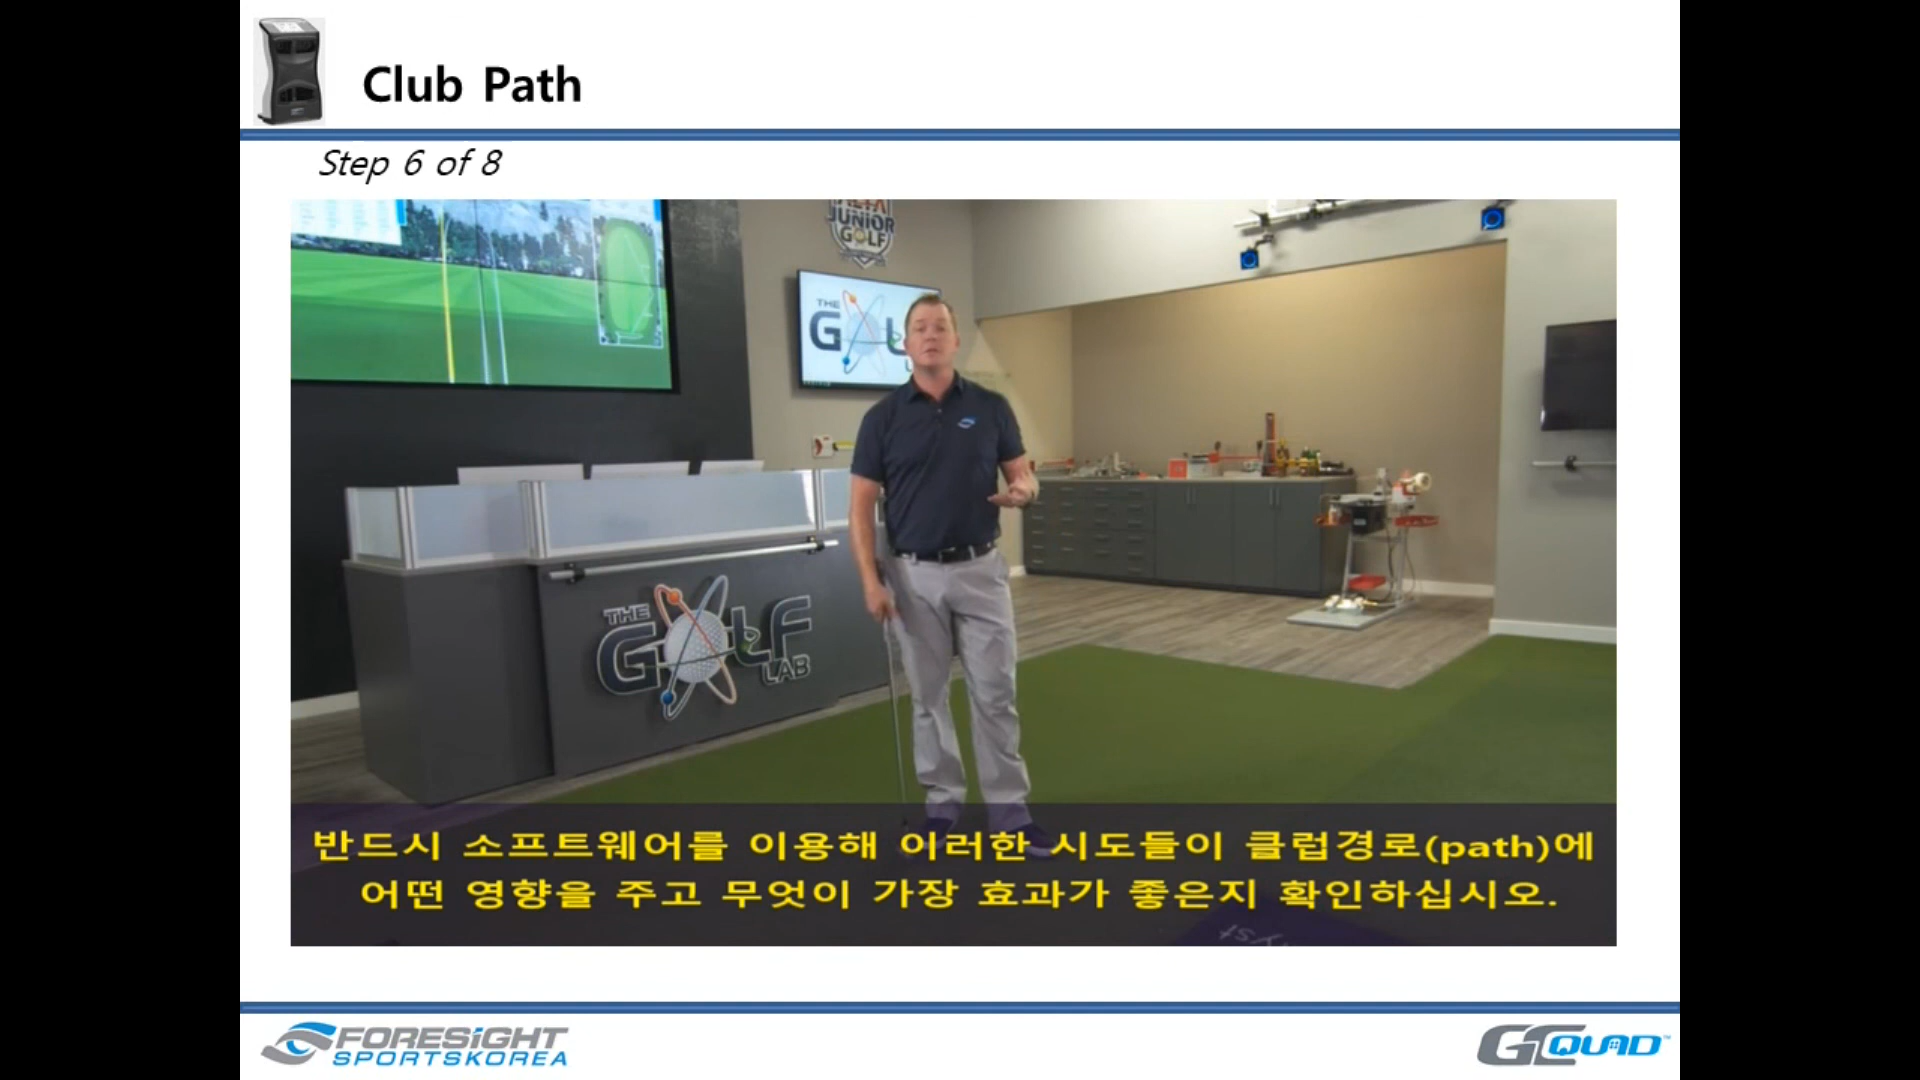 Club Path
Step 6 of 8
JUNIOR
GOLF
THE
THE
GOLF
LAB
반드시 소프트웨어를 이용해 이러한 시도들이 클럽경로(path)에
어떤 영향을 주고 무엇이 가장 효과가 좋은지 확인하십시오.
FORESiGHT
SPORTSKOREA
GCQUAD™